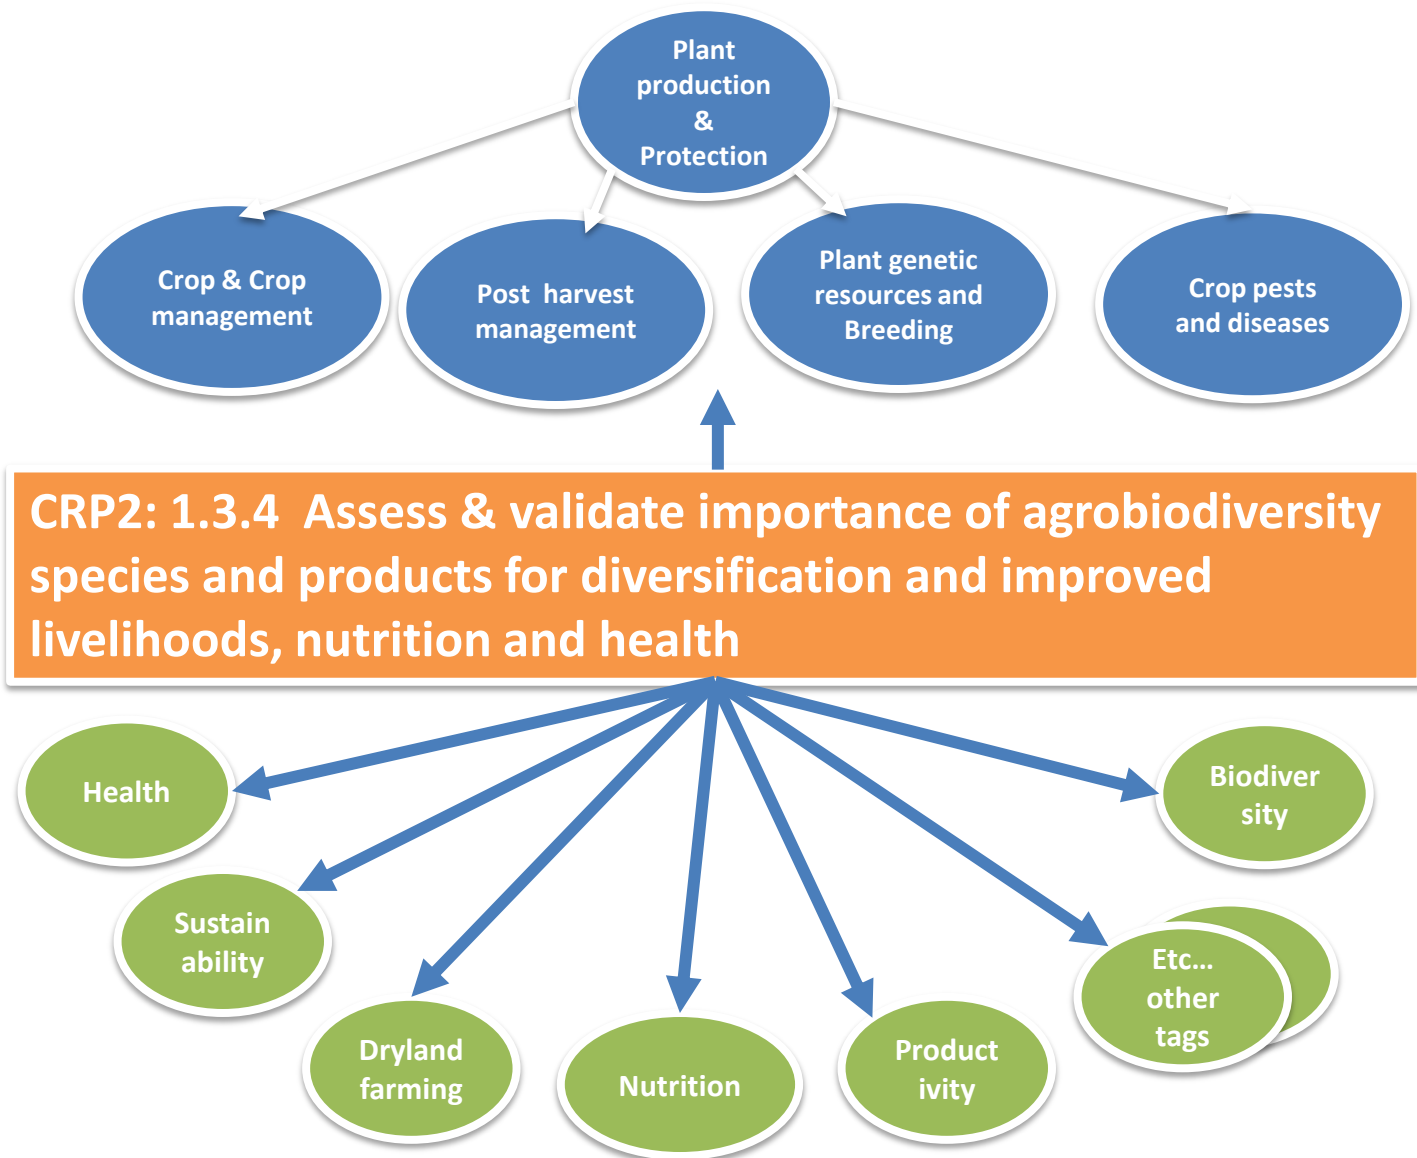 Plant
production
&
Protection
Crop & Crop
management
Post harvest
management
Plant genetic
resources and
Breeding
Crop pests
and diseases
CRP2: 1.3.4 Assess & validate importance of agrobiodiversity
species and products for diversification and improved
livelihoods, nutrition and health
Health
Sustain
ability
Dryland
farming
Nutrition
Product
ivity
Etc...
other
tags
Biodiver
sity